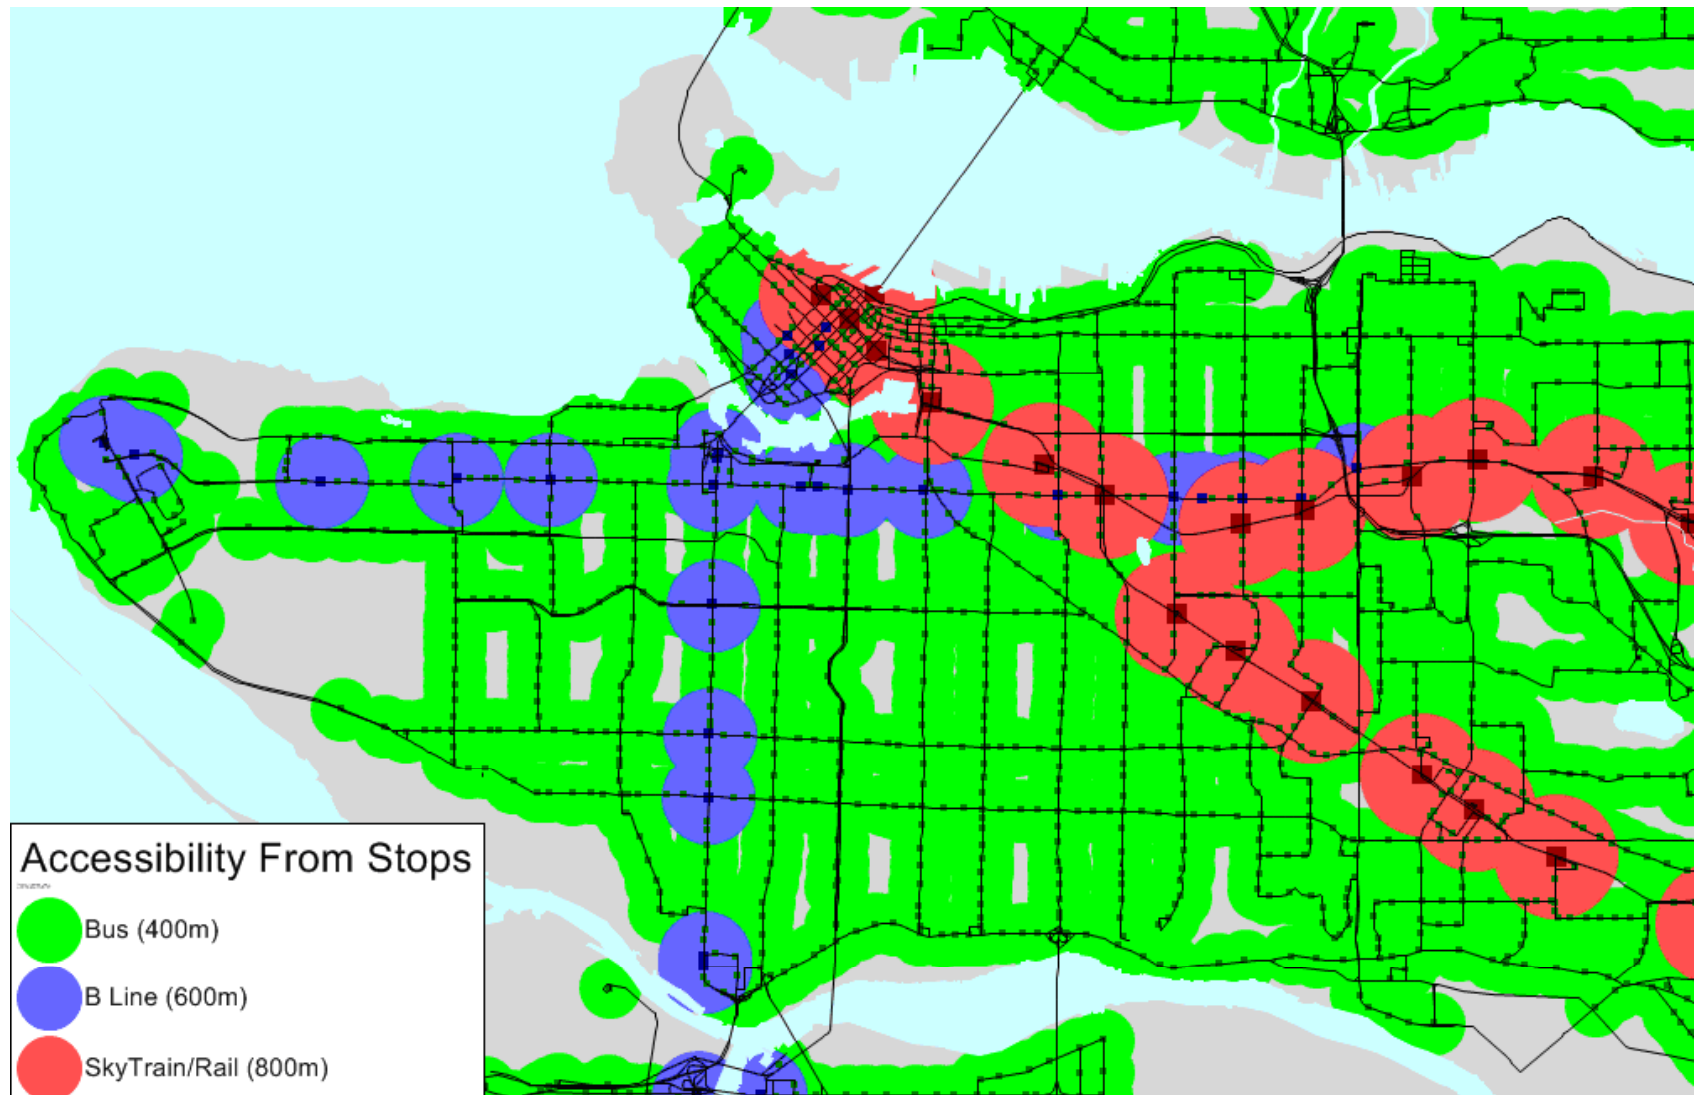 Accessibility From Stops
Bus (400m)
B Line (600m)
SkyTrain/Rail (800m)